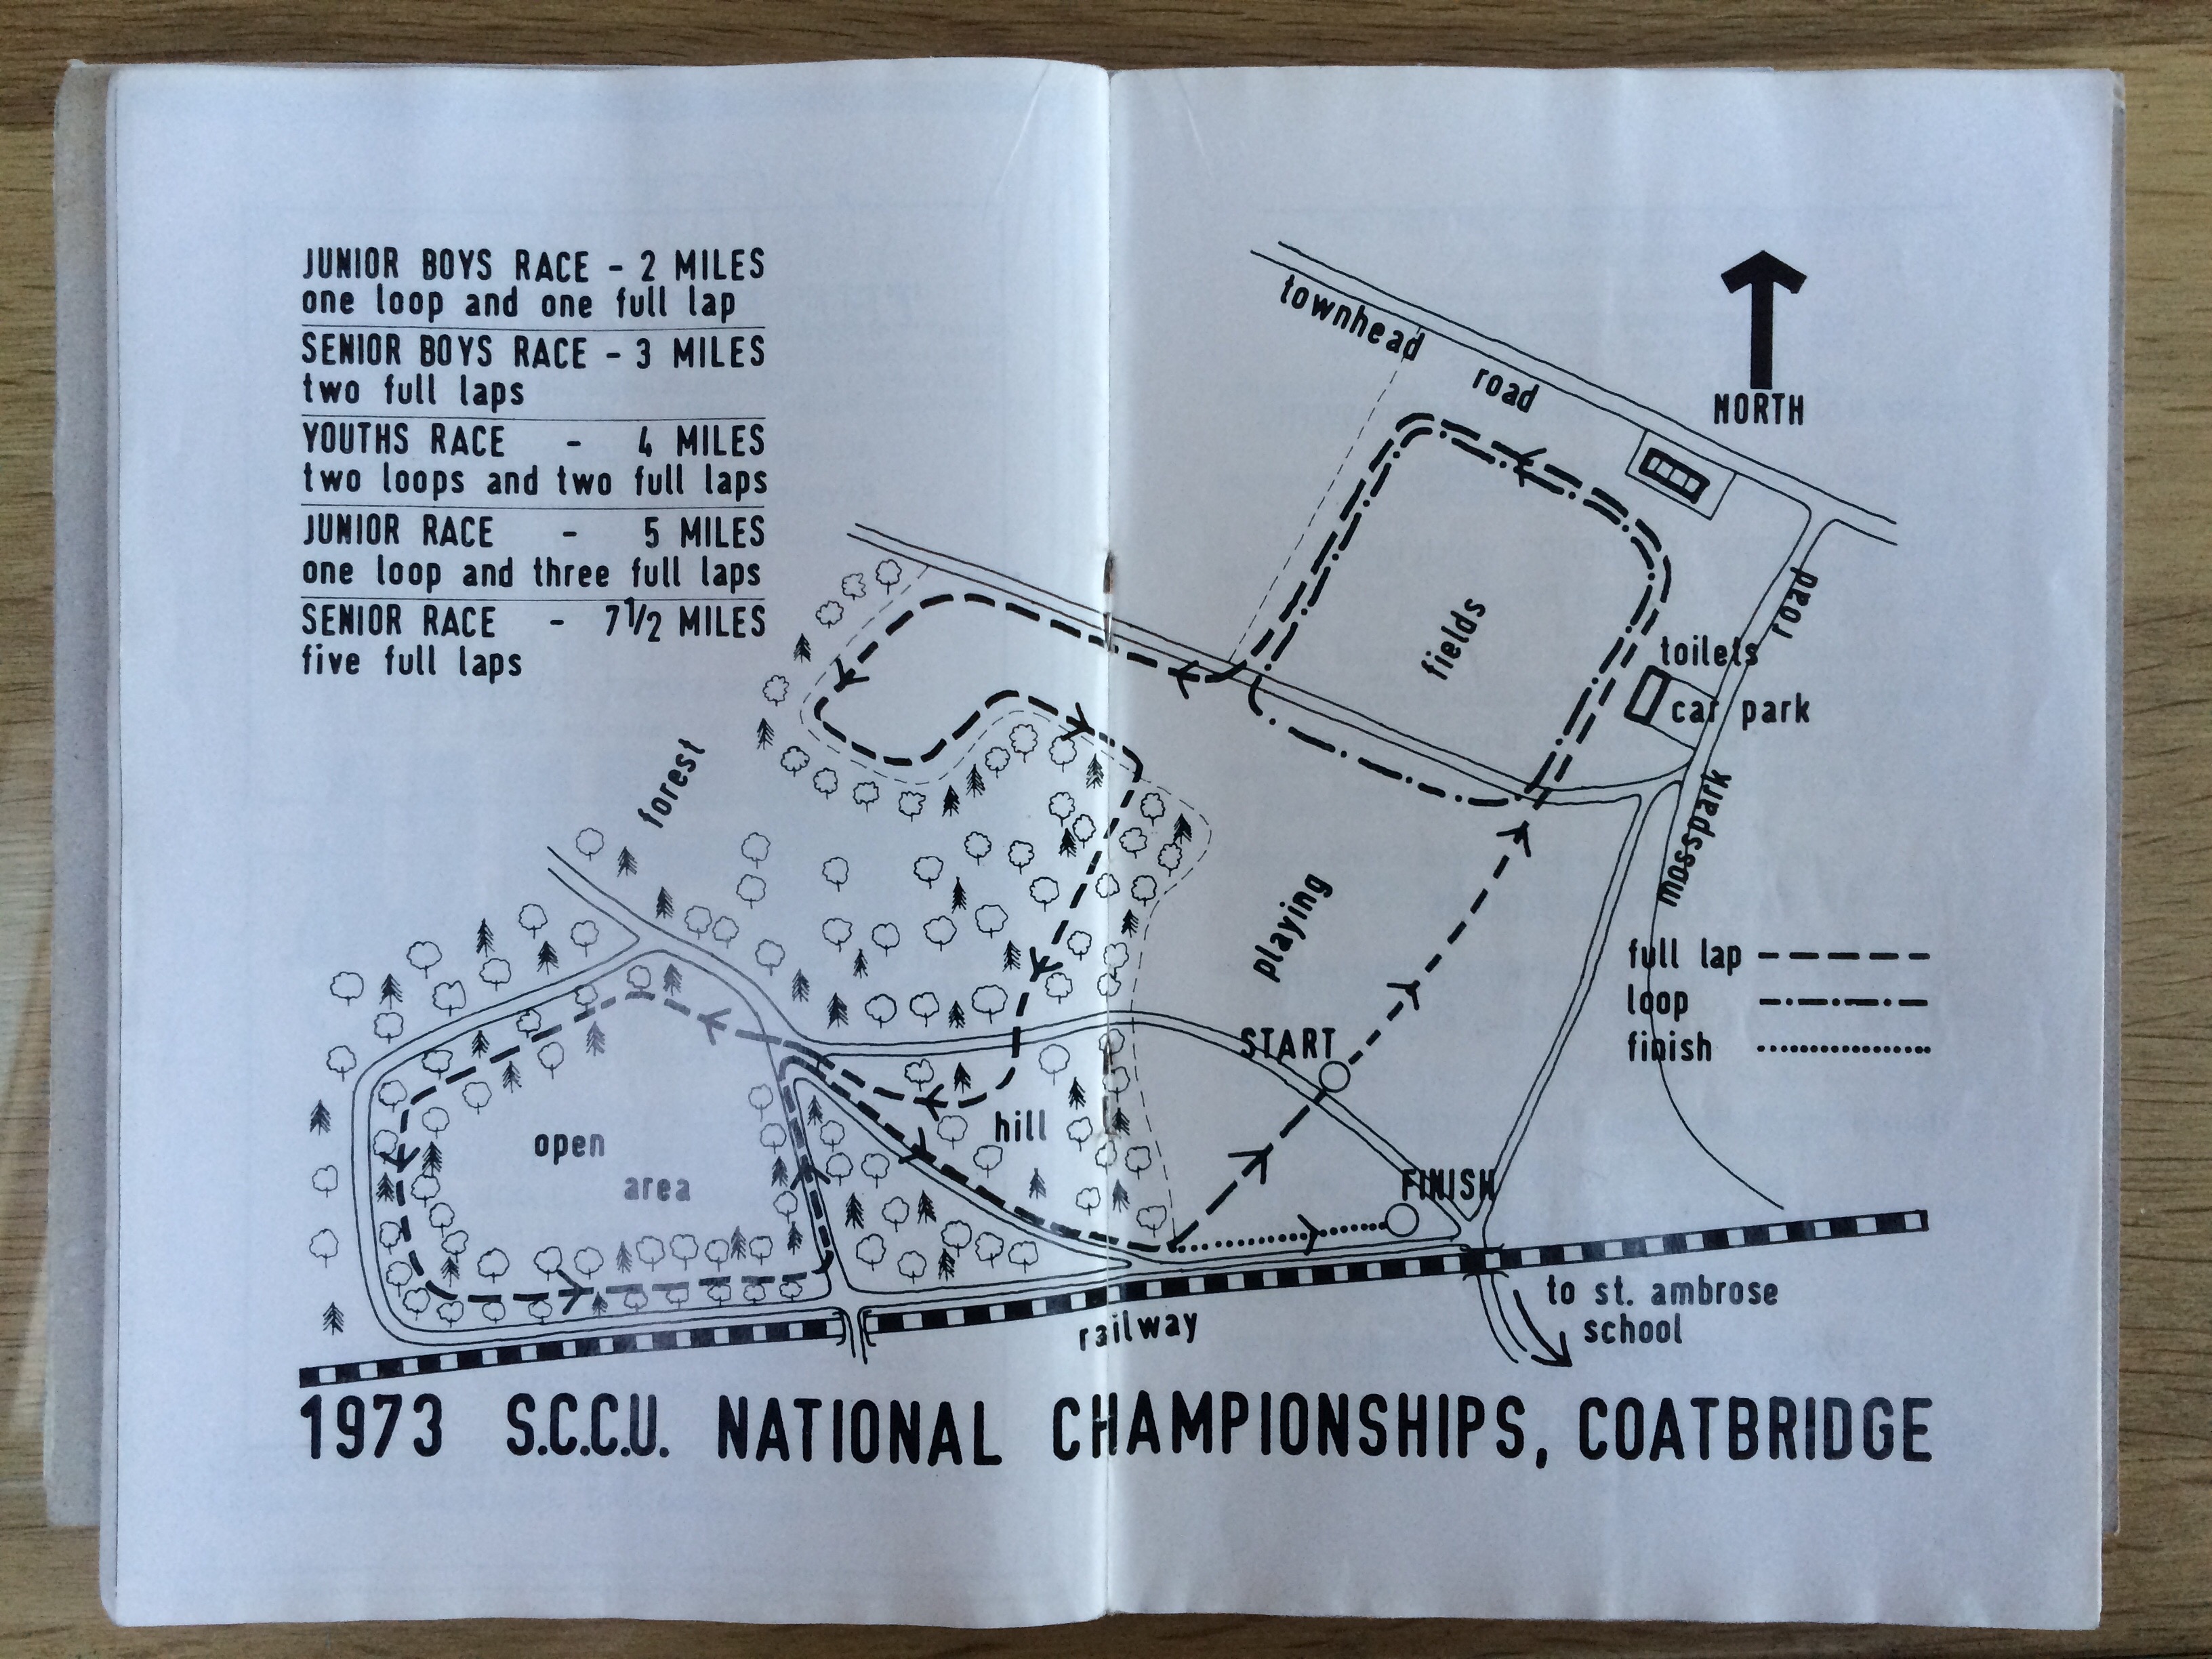 JUNIOR BOYS RACE - 2 MILES
one loop and one full lap
SENIOR BOYS RACE - 3 MILES
two full laps
YOUTHS RACE - 4 MILES
two loops and two full laps
JUNIOR RACE - 5 MILES
one loop and three full laps
SENIOR RACE - 7 1/2 MILES
five full laps
townhead
road
NORTH
road
mosspark
toilets
car park
fields
playing
forest
full lap
loop
finish
START
hill
open
area
FINISH
to st. ambrose
school
railway
1973 S.C.C.U. NATIONAL CHAMPIONSHIPS, COATBRIDGE